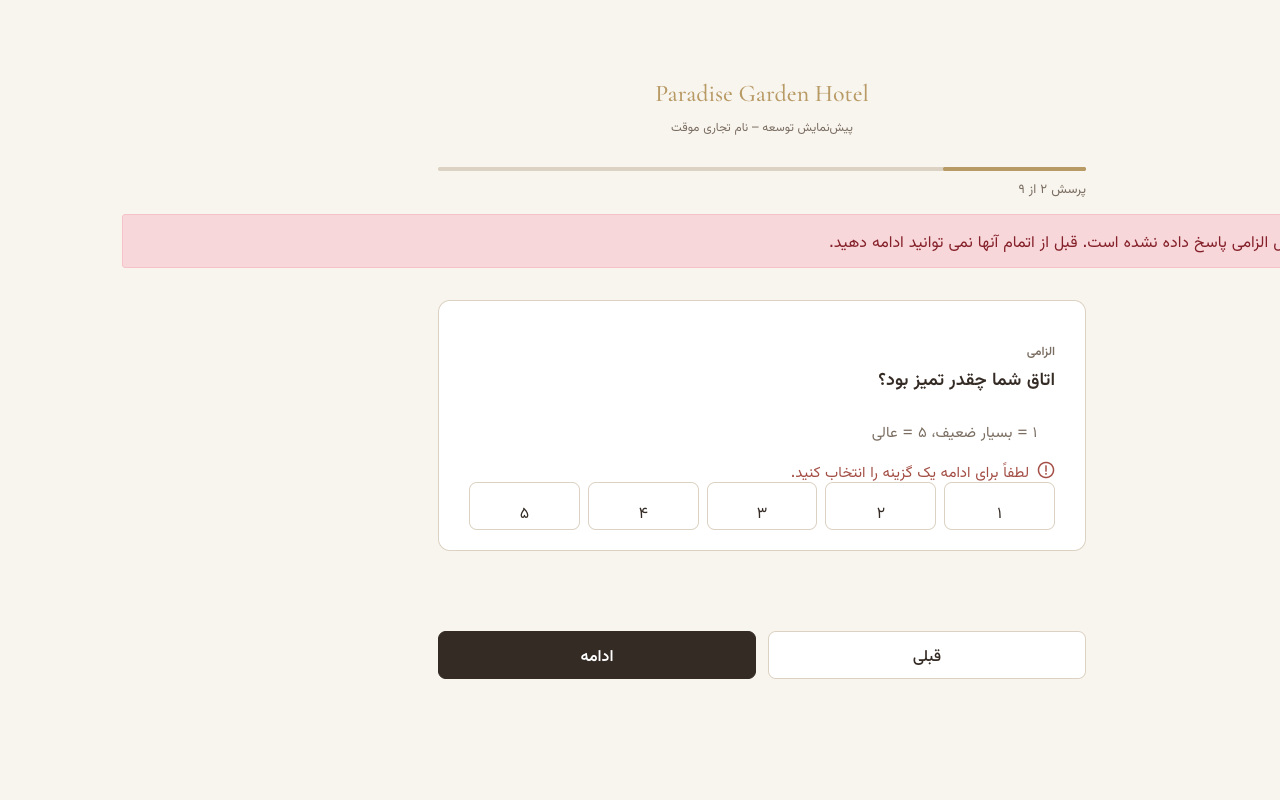 Paradise Garden Hotel
پیش‌نمایش توسعه – نام تجاری موقت
پرسش ۲ از ۹
الزامی پاسخ داده نشده است. قبل از اتمام آنها نمی توانید ادامه دهید.
الزامی
اتاق شما چقدر تمیز بود؟
۱ = بسیار ضعیف، ۵ = عالی
لطفاً برای ادامه یک گزینه را انتخاب کنید.
۱ ۲ ۳ ۴ ۵
قبلی ادامه